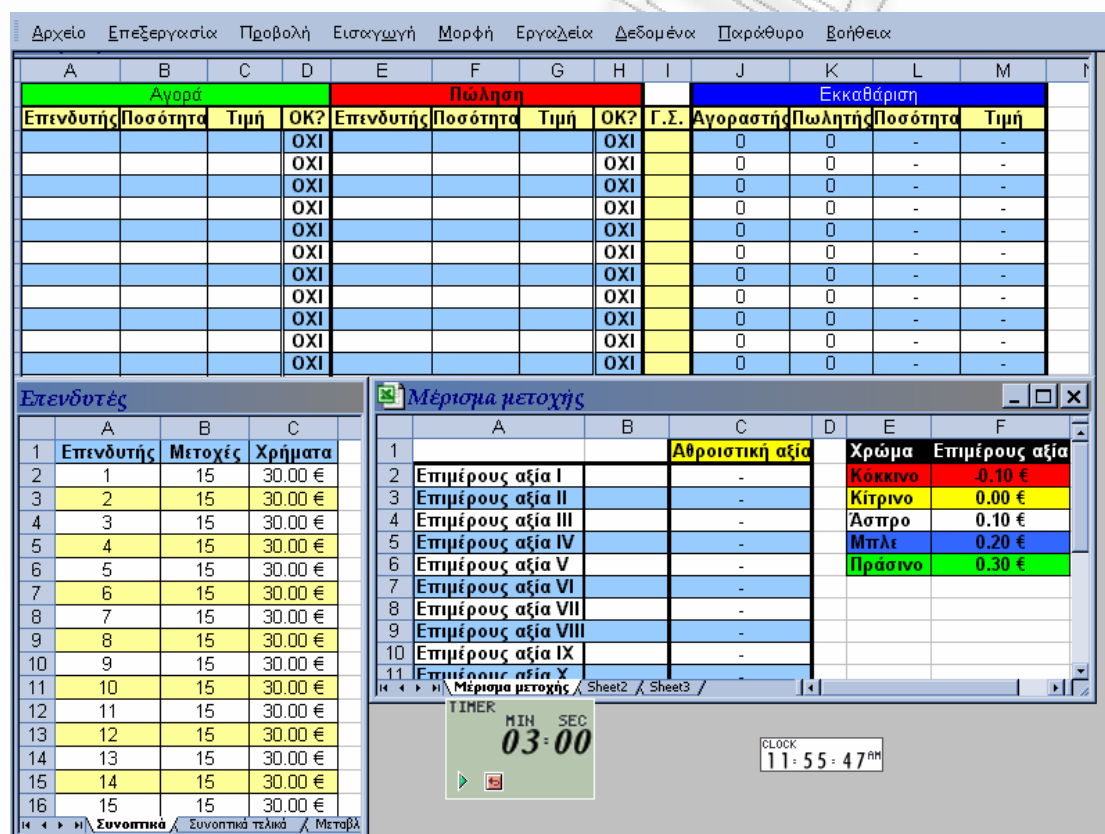 Αρχείο Επεξεργασία Προβολή Εισαγωγή Μορφή Εργαλεία Δεδομένα Παράθυρο Βοήθεια
A B C D E F G H I J K L M
Αγορά Πώληση Εκκαθάριση
Επενδυτής Ποσότητα Τιμή OK? Επενδυτής Ποσότητα Τιμή OK? Γ.Σ. Αγοραστής Πωλητής Ποσότητα Τιμή
ΟΧΙ ΟΧΙ 0 0 - -
ΟΧΙ ΟΧΙ 0 0 - -
ΟΧΙ ΟΧΙ 0 0 - -
ΟΧΙ ΟΧΙ 0 0 - -
ΟΧΙ ΟΧΙ 0 0 - -
ΟΧΙ ΟΧΙ 0 0 - -
ΟΧΙ ΟΧΙ 0 0 - -
ΟΧΙ ΟΧΙ 0 0 - -
ΟΧΙ ΟΧΙ 0 0 - -
ΟΧΙ ΟΧΙ 0 0 - -
ΟΧΙ ΟΧΙ 0 0 - -
Επενδυτές
A B C
1 Επενδυτής Μετοχές Χρήματα
2 1 15 30.00 €
3 2 15 30.00 €
4 3 15 30.00 €
5 4 15 30.00 €
6 5 15 30.00 €
7 6 15 30.00 €
8 7 15 30.00 €
9 8 15 30.00 €
10 9 15 30.00 €
11 10 15 30.00 €
12 11 15 30.00 €
13 12 15 30.00 €
14 13 15 30.00 €
15 14 15 30.00 €
16 15 15 30.00 €
Συνοπτικά Συνοπτικά τελικά Μεταβλ
Μέρισμα μετοχής
A B C D E F
1 Αθροιστική αξία Χρώμα Επιμέρους αξία
2 Επιμέρους αξία I - Κόκκινο -0.10 €
3 Επιμέρους αξία II - Κίτρινο 0.00 €
4 Επιμέρους αξία III - Άσπρο 0.10 €
5 Επιμέρους αξία IV - Μπλε 0.20 €
6 Επιμέρους αξία V - Πράσινο 0.30 €
7 Επιμέρους αξία VI -
8 Επιμέρους αξία VII -
9 Επιμέρους αξία VIII -
10 Επιμέρους αξία IX -
11 Επιμέρους αξία X -
Μέρισμα μετοχής Sheet2 Sheet3
TIMER
MIN SEC
03:00
CLOCK
11:55:47 AM